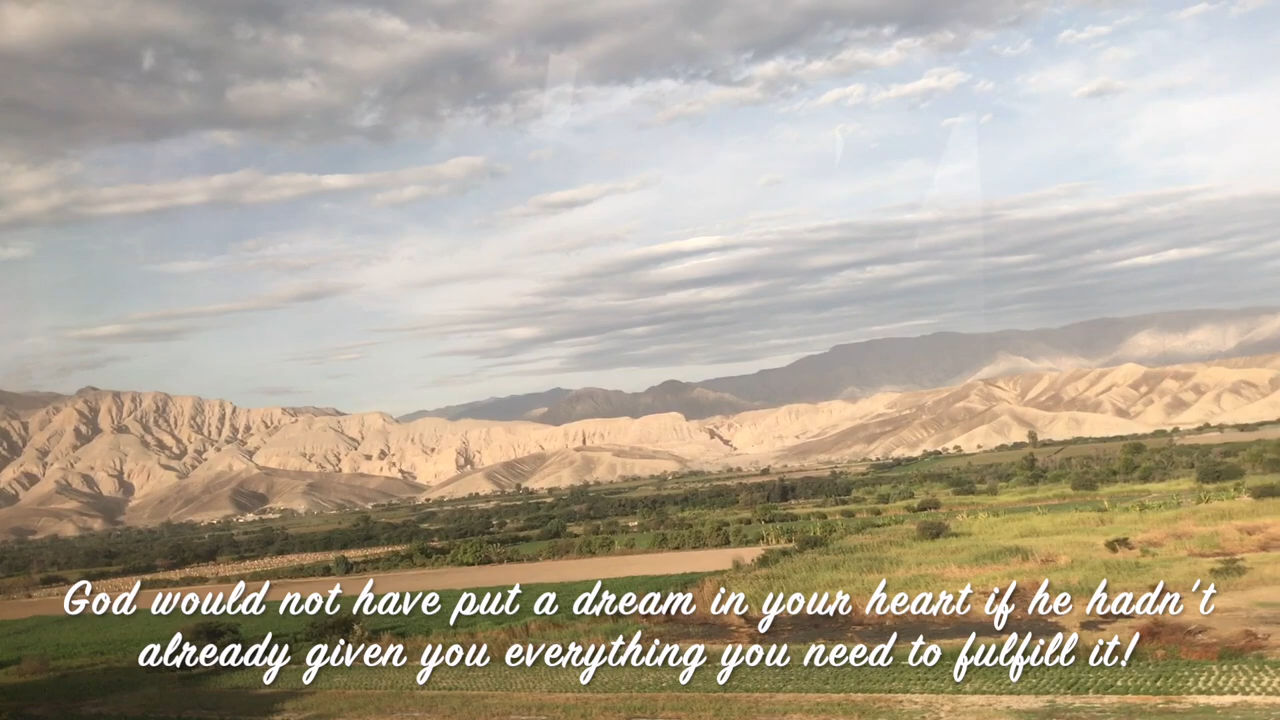 God would not have put a dream in your heart if he hadn't
already given you everything you need to fulfill it!